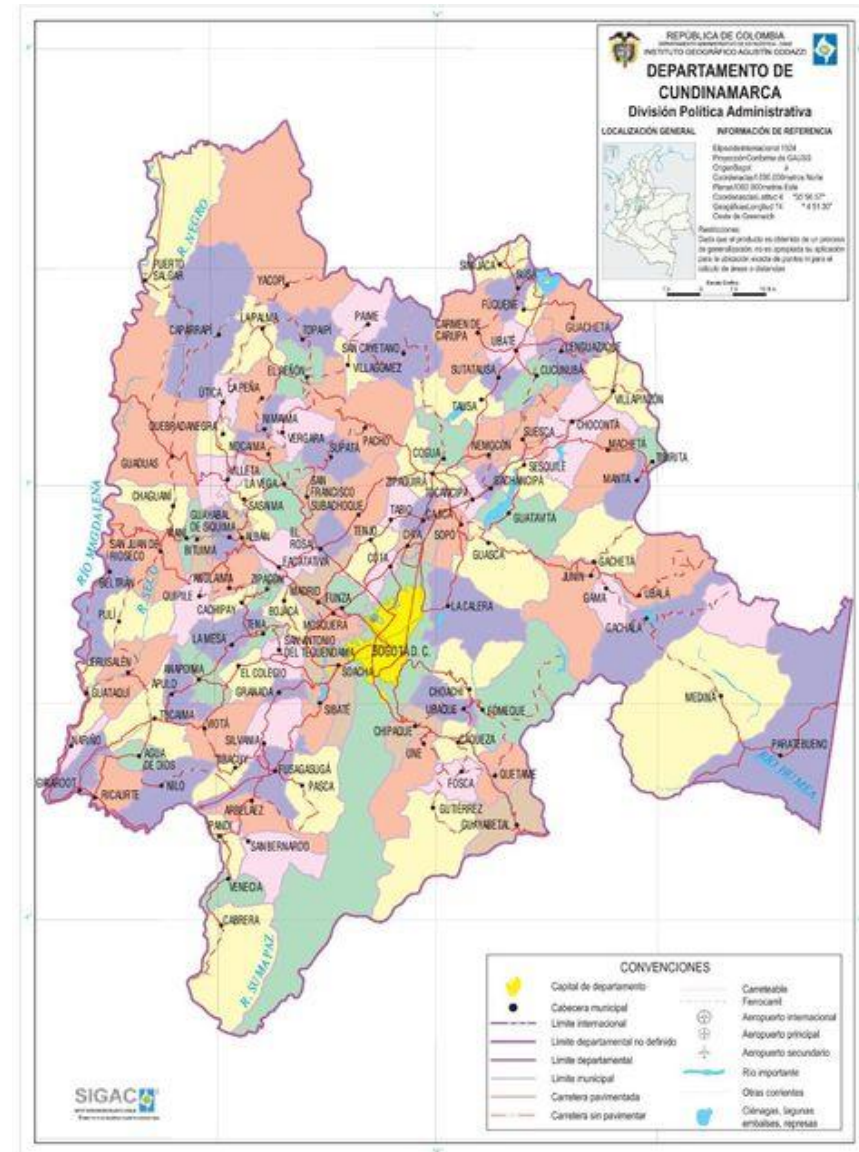 REPÚBLICA DE COLOMBIA
INSTITUTO GEOGRÁFICO AGUSTÍN CODAZZI
DEPARTAMENTO DE
CUNDINAMARCA
División Política Administrativa
LOCALIZACIÓN GENERAL
INFORMACIÓN DE REFERENCIA
Restricciones:
R. NEGRO
PUERTO
SALGAR
YACOPÍ
CAPARRAPÍ
LA PALMA
TOPAIPÍ
PAIME
SAN CAYETANO
VILLAGÓMEZ
EL PEÑÓN
SIMIJACA
SUSA
FÚQUENE
GUACHETÁ
CARMEN DE
CARUPA
UBATÉ
LENGUAZAQUE
SUTATAUSA
CUCUNUBÁ
TAUSA
VILLAPINZÓN
ÚTICA
LA PEÑA
QUEBRADANEGRA
NIMAIMA
VERGARA
NOCAIMA
SUPATÁ
PACHO
COGUA
NEMOCÓN
SUESCA
CHOCONTÁ
MACHETÁ
MANTA
GUADUAS
VILLETA
LA VEGA
SAN
FRANCISCO
SUBACHOQUE
ZIPAQUIRÁ
SESQUILÉ
GACHANCIPÁ
GUATAVITA
CHAGUANÍ
SASAIMA
GUAYABAL
DE SIQUIMA
VIANÍ
BITUIMA
ALBÁN
EL
ROSAL
TENJO
TABIO
CAJICÁ
SOPÓ
CHÍA
COTA
GUASCA
GACHETÁ
JUNÍN
GAMA
UBALÁ
GACHALÁ
SAN JUAN DE
RIOSECO
RÍO MAGDALENA
BELTRÁN
R. SECO
PULÍ
QUIPILE
ANOLAIMA
ZIPACÓN
CACHIPAY
FACATATIVA
MADRID
FUNZA
BOJACÁ
MOSQUERA
LA CALERA
LA MESA
TENA
SAN ANTONIO
DEL TEQUENDAMA
BOGOTÁ D. C.
SOACHA
JERUSALÉN
GUATAQUÍ
ANAPOIMA
APULO
EL COLEGIO
GRANADA
SIBATÉ
CHOACHÍ
UBAQUE
MEDINA
PARATEBUENO
TOCAIMA
VIOTÁ
CHIPAQUE
UNE
CÁQUEZA
NARIÑO
AGUA
DE DIOS
SILVANIA
FUSAGASUGÁ
FOSCA
QUETAME
GIRARDOT
RICAURTE
NILO
PASCA
ARBELÁEZ
GUTIÉRREZ
GUAYABETAL
PANDI
SAN BERNARDO
VENECIA
CABRERA
R. SUMAPAZ
CONVENCIONES
Capital de departamento
Cabecera municipal
Límite internacional
Límite departamental no definido
Límite departamental
Límite municipal
Carretera pavimentada
Carretera sin pavimentar
Carreteable
Ferrocarril
Aeropuerto internacional
Aeropuerto principal
Aeropuerto secundario
Río importante
Otras corrientes
Ciénagas, lagunas
embalses, represas
SIGAC